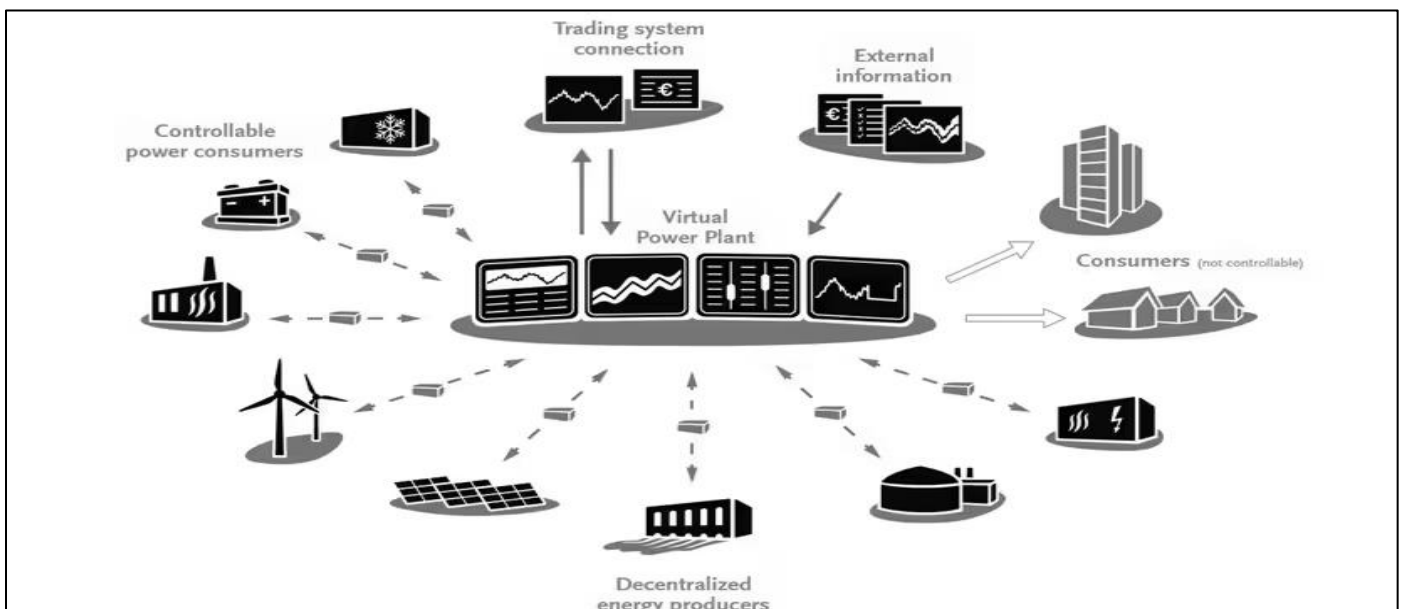 Trading system
connection
External
information
Controllable
power consumers
€
€
Virtual
Power Plant
Consumers (not controllable)
- +
Decentralized
energy producers